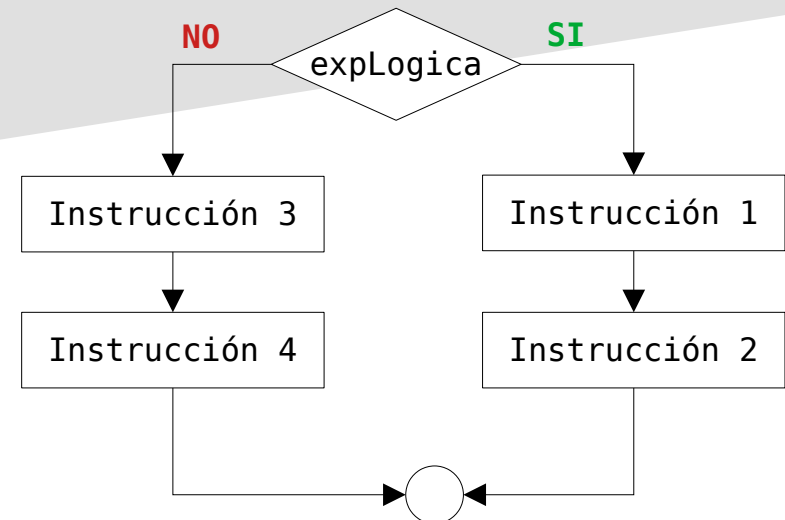 NO
SI
expLogica
Instrucción 3
Instrucción 1
Instrucción 4
Instrucción 2